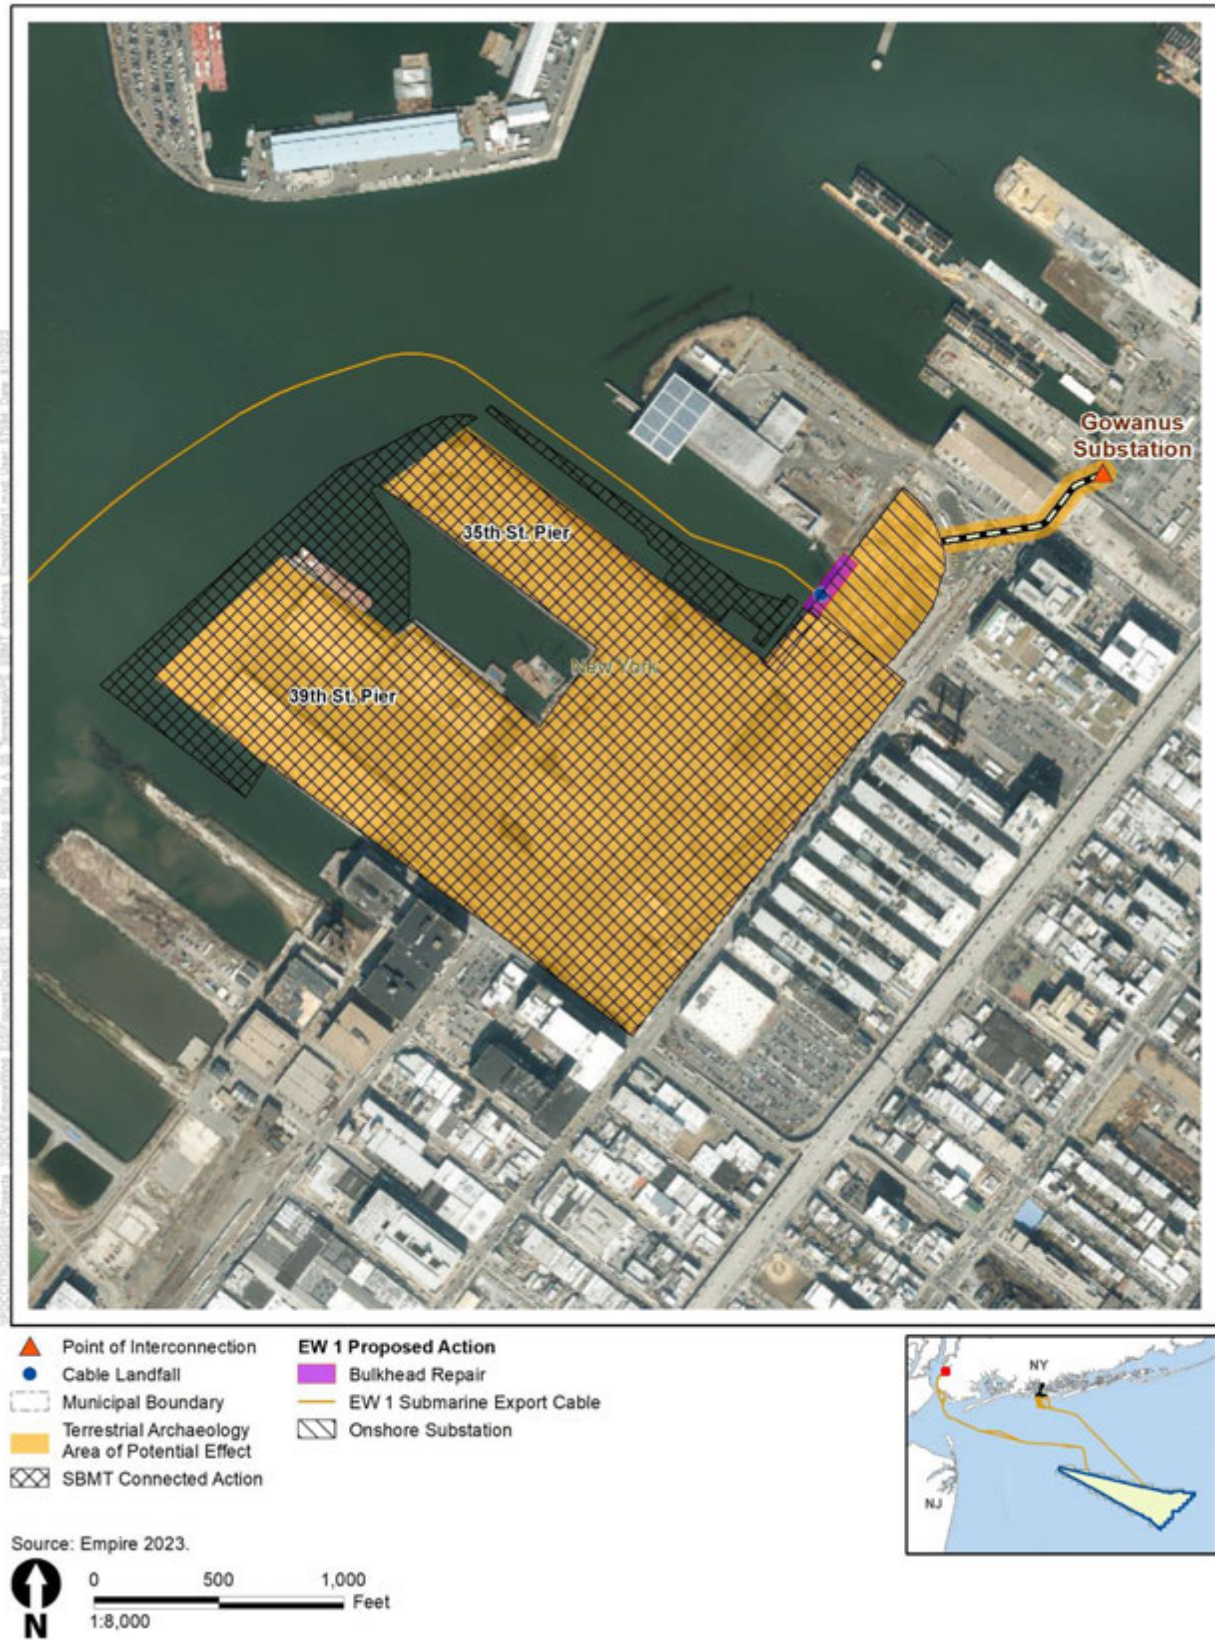 Gowanus
Substation
35th St. Pier
New York
39th St. Pier
Point of Interconnection
Cable Landfall
Municipal Boundary
Terrestrial Archaeology
Area of Potential Effect
SBMT Connected Action
EW 1 Proposed Action
Bulkhead Repair
EW 1 Submarine Export Cable
Onshore Substation
NY
NJ
Source: Empire 2023.
N
0 500 1,000
Feet
1:8,000